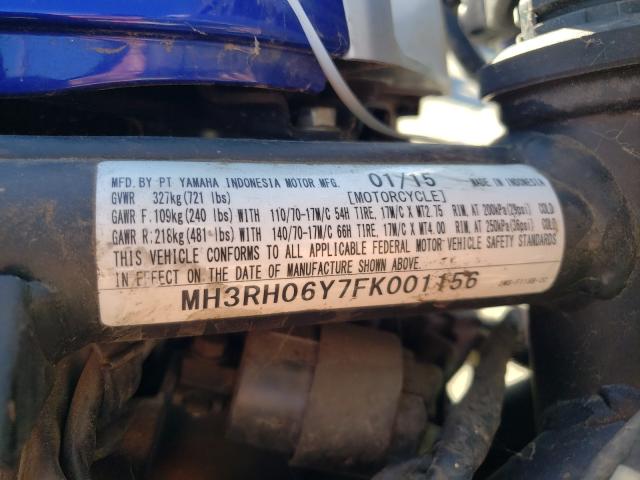 MFD.BY PT YAMAHA INDONESIA MOTOR MFG. 01/15 MADE IN INDONESIA
GVWR 327kg (721 lbs) [MOTORCYCLE]
GAWR F:109kg (240 lbs) WITH 110/70-17M/C 54H TIRE, 17M/C X MT2.75 RIM, AT 200kPa (29psi) COLD
GAWR R:218kg (481 lbs) WITH 140/70-17M/C 66H TIRE, 17M/C X MT4.00 RIM, AT 250kPa (36psi) COLD
THIS VEHICLE CONFORMS TO ALL APPLICABLE FEDERAL MOTOR VEHICLE SAFETY STANDARDS
IN EFFECT ON THE DATE OF MANUFACTURE SHOWN ABOVE.
MH3RH06Y7FK001156